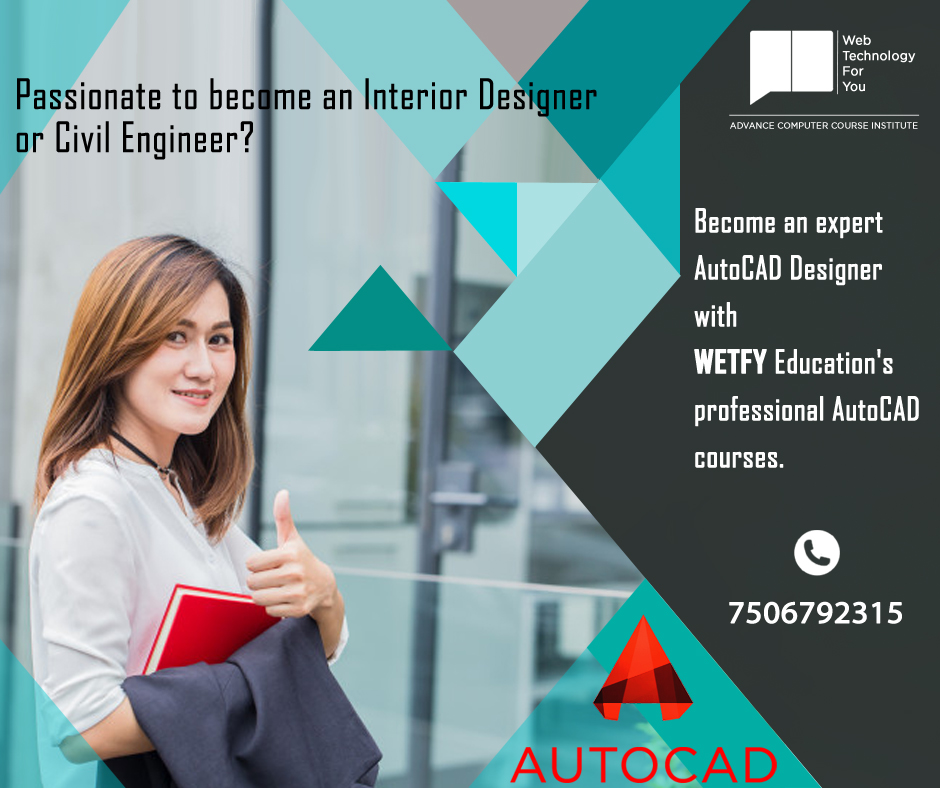 Passionate to become an Interior Designer
or Civil Engineer?
Web
Technology
For
You
ADVANCE COMPUTER COURSE INSTITUTE
Become an expert
AutoCAD Designer
with
WETFY Education's
professional AutoCAD
courses.
7506792315
AUTOCAD